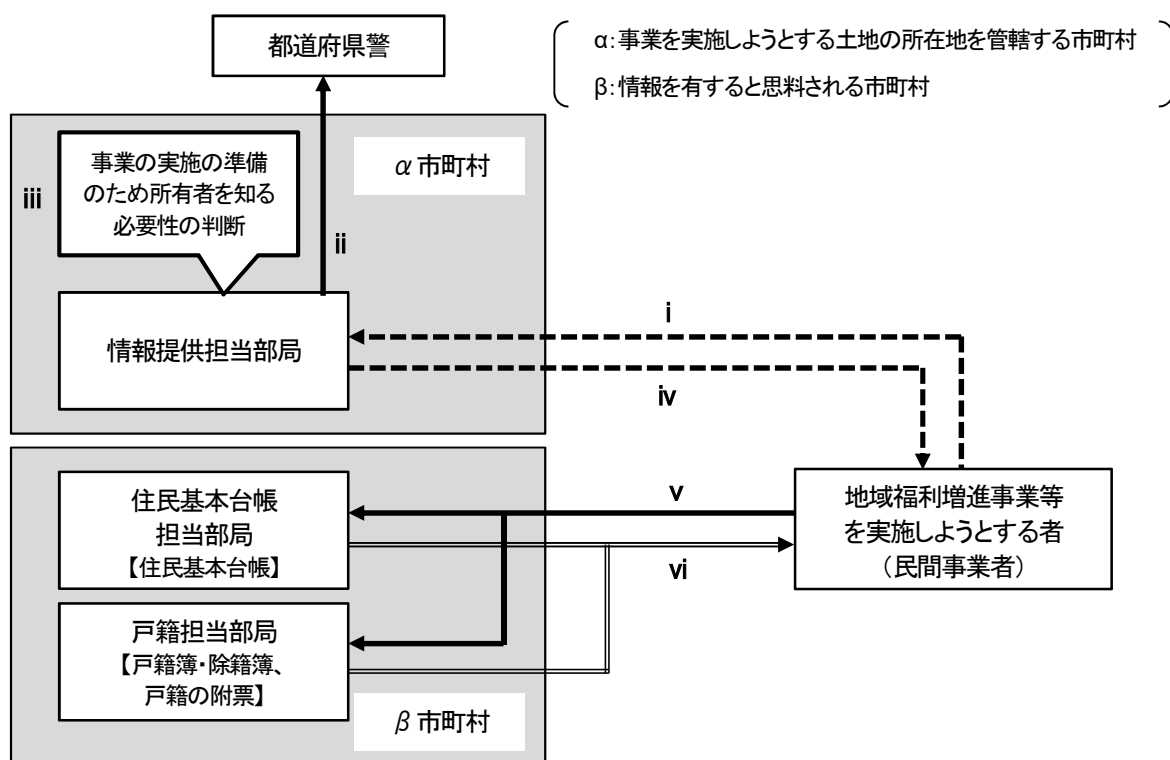 都道府県警
α：事業を実施しようとする土地の所在地を管轄する市町村
β：情報を有すると思料される市町村
α 市町村
iii
事業の実施の準備
のため所有者を知る
必要性の判断
ii
情報提供担当部局
i
iv
住民基本台帳
担当部局
【住民基本台帳】
v
vi
地域福利増進事業等
を実施しようとする者
（民間事業者）
戸籍担当部局
【戸籍簿・除籍簿、
戸籍の附票】
β 市町村